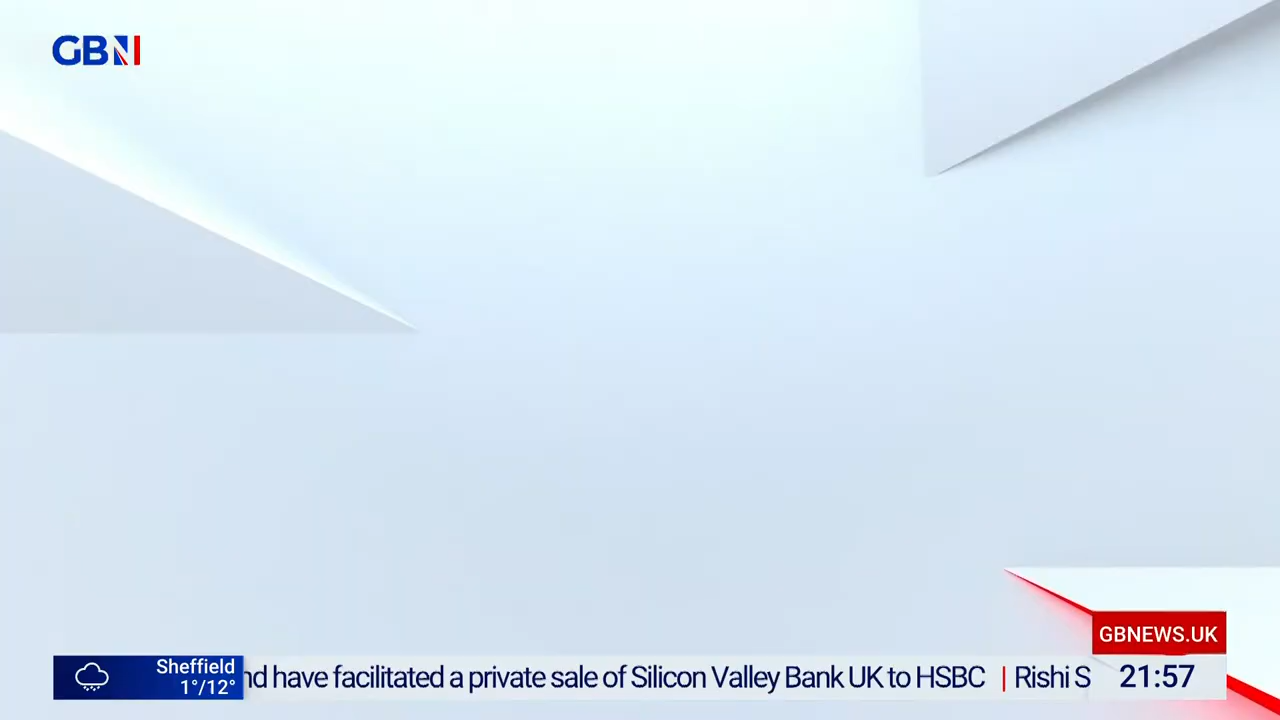 GBN
GBNEWS.UK
Sheffield
1°/12°
have facilitated a private sale of Silicon Valley Bank UK to HSBC | Rishi S
21:57